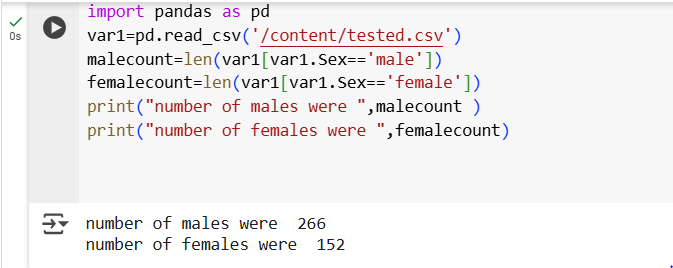 import pandas as pd
0s
var1=pd.read_csv('/content/tested.csv')
malecount=len(var1[var1.Sex=='male'])
femalecount=len(var1[var1.Sex=='female'])
print("number of males were ",malecount )
print("number of females were ",femalecount)
number of males were  266
number of females were  152